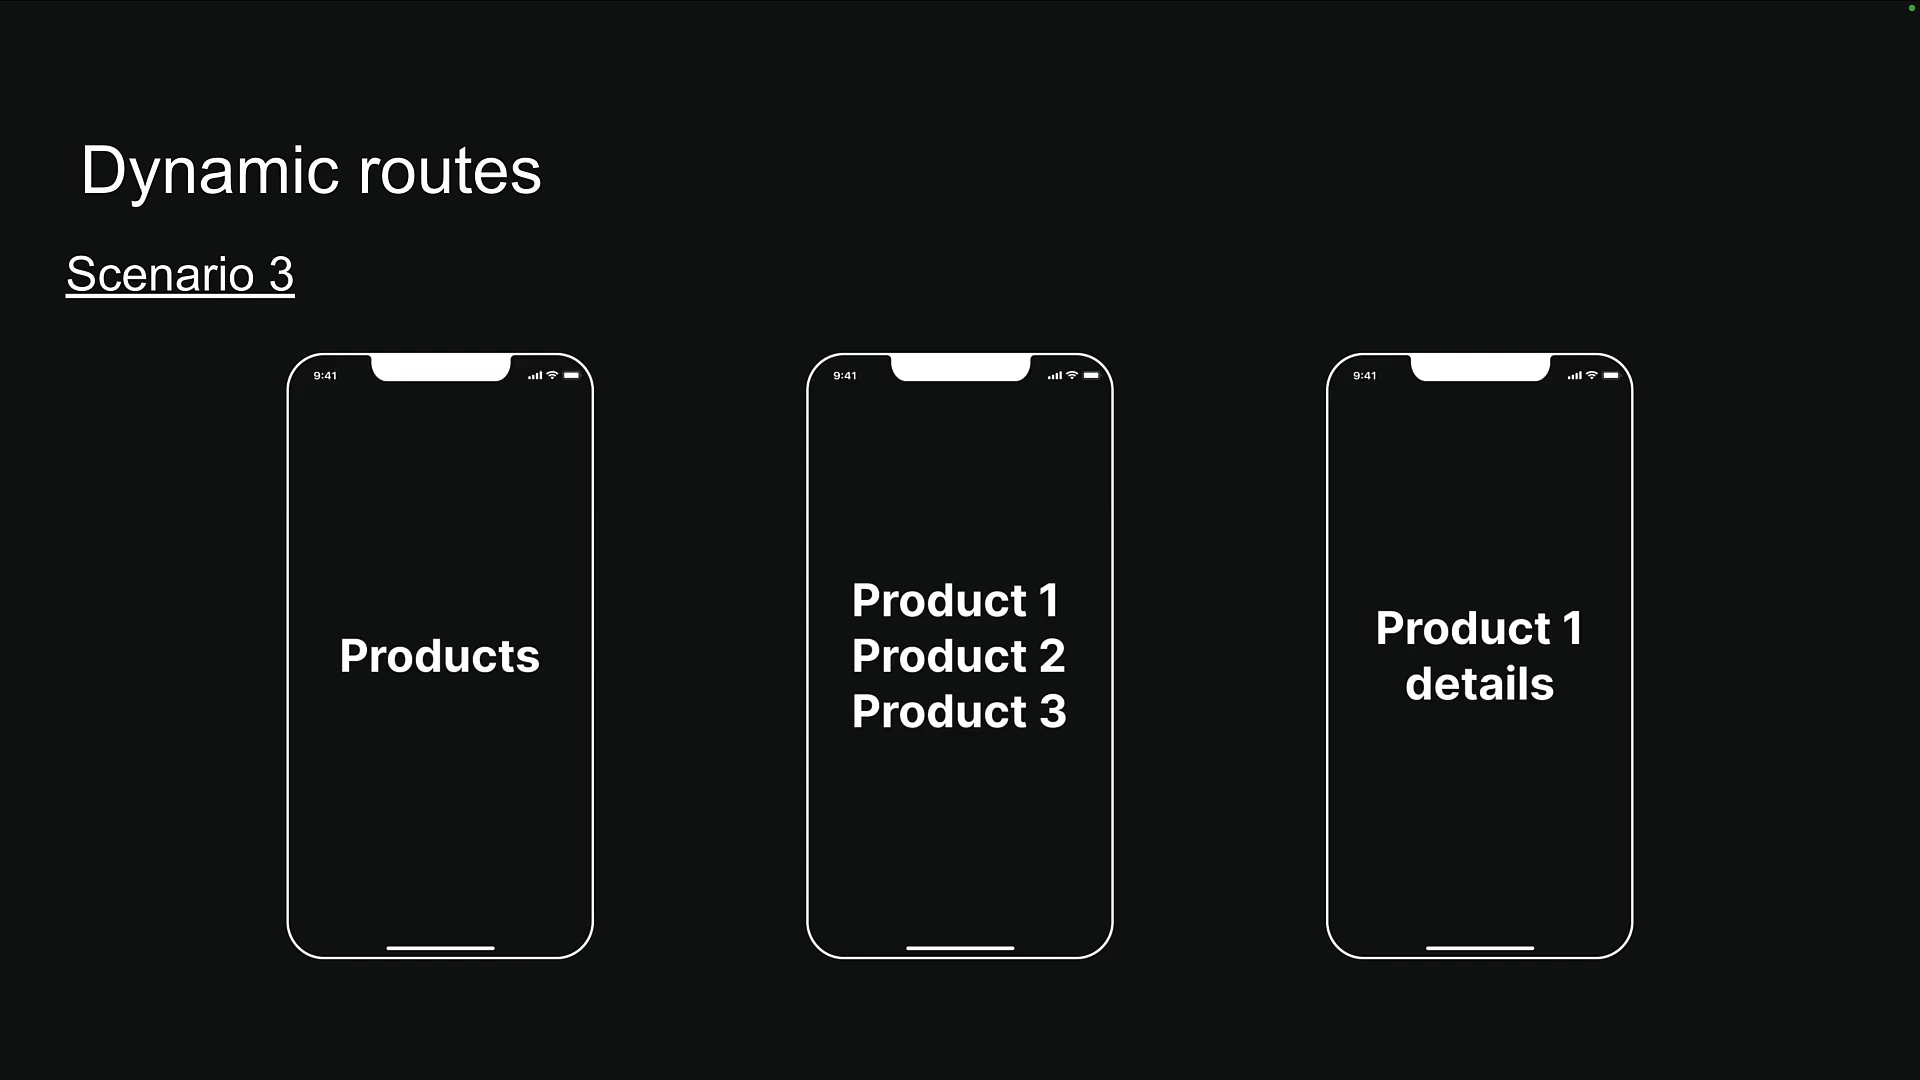 Dynamic routes
Scenario 3
9:41
Products
9:41
Product 1
Product 2
Product 3
9:41
Product 1
details